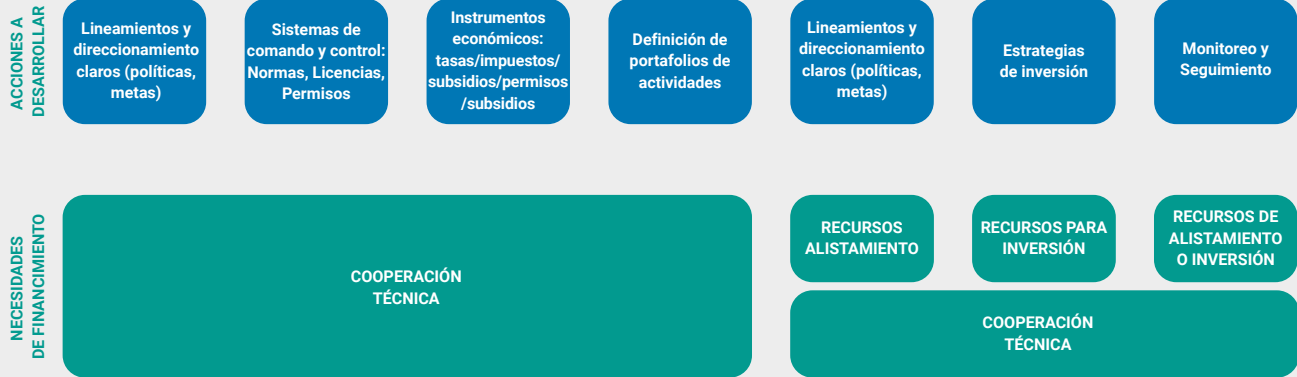 ACCIONES A
DESARROLLAR
Lineamientos y
direccionamiento
claros (políticas,
metas)
Sistemas de
comando y control:
Normas, Licencias,
Permisos
Instrumentos
económicos:
tasas/impuestos/
subsidios/permisos
/subsidios
Definición de
portafolios de
actividades
Lineamientos y
direccionamiento
claros (políticas,
metas)
Estrategias
de inversión
Monitoreo y
Seguimiento
NECESIDADES
DE FINANCIMIENTO
COOPERACIÓN
TÉCNICA
RECURSOS
ALISTAMIENTO
RECURSOS PARA
INVERSIÓN
RECURSOS DE
ALISTAMIENTO
O INVERSIÓN
COOPERACIÓN
TÉCNICA